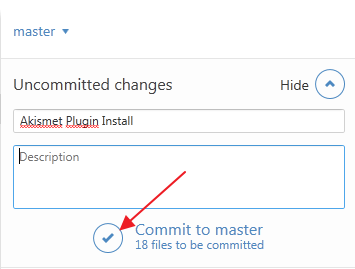 master
Uncommitted changes
Hide
Akismet Plugin Install
Description
Commit to master
18 files to be committed